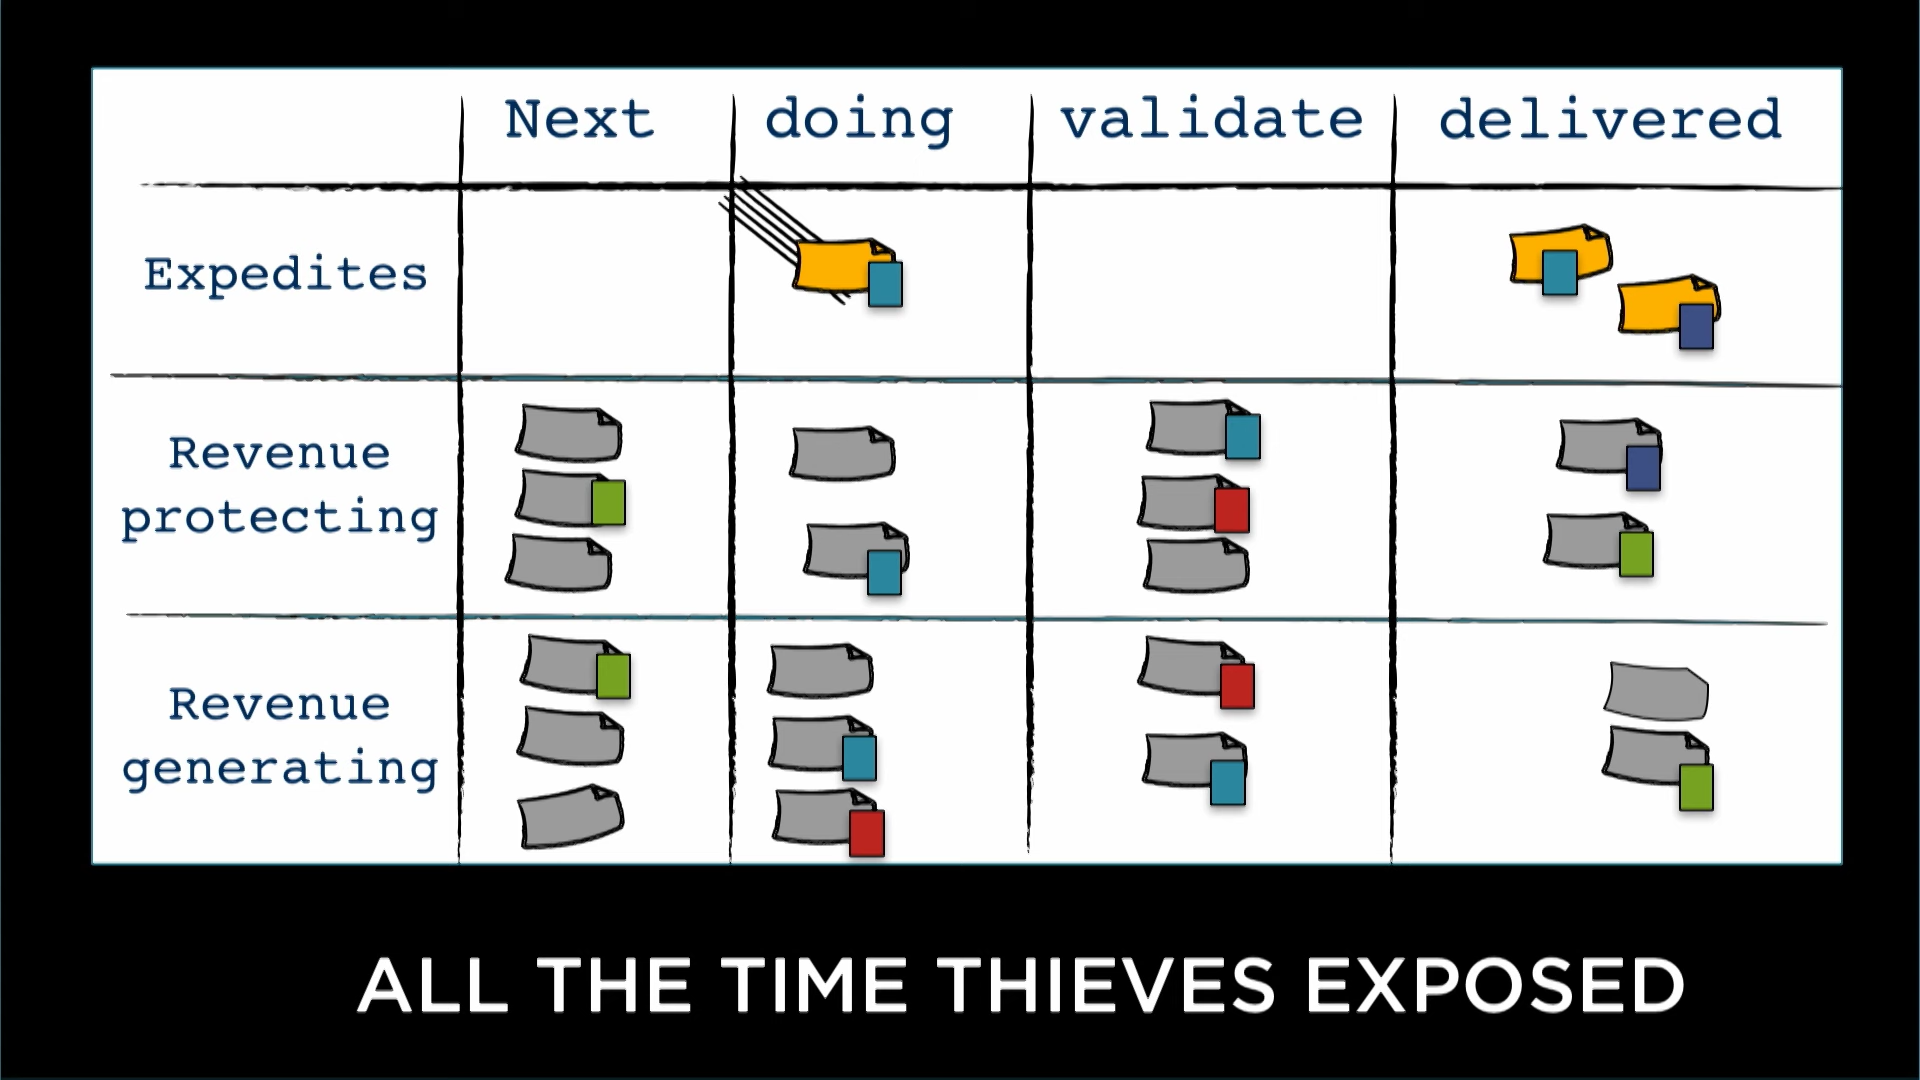 Next doing validate delivered
Expedites
Revenue
protecting
Revenue
generating
ALL THE TIME THIEVES EXPOSED